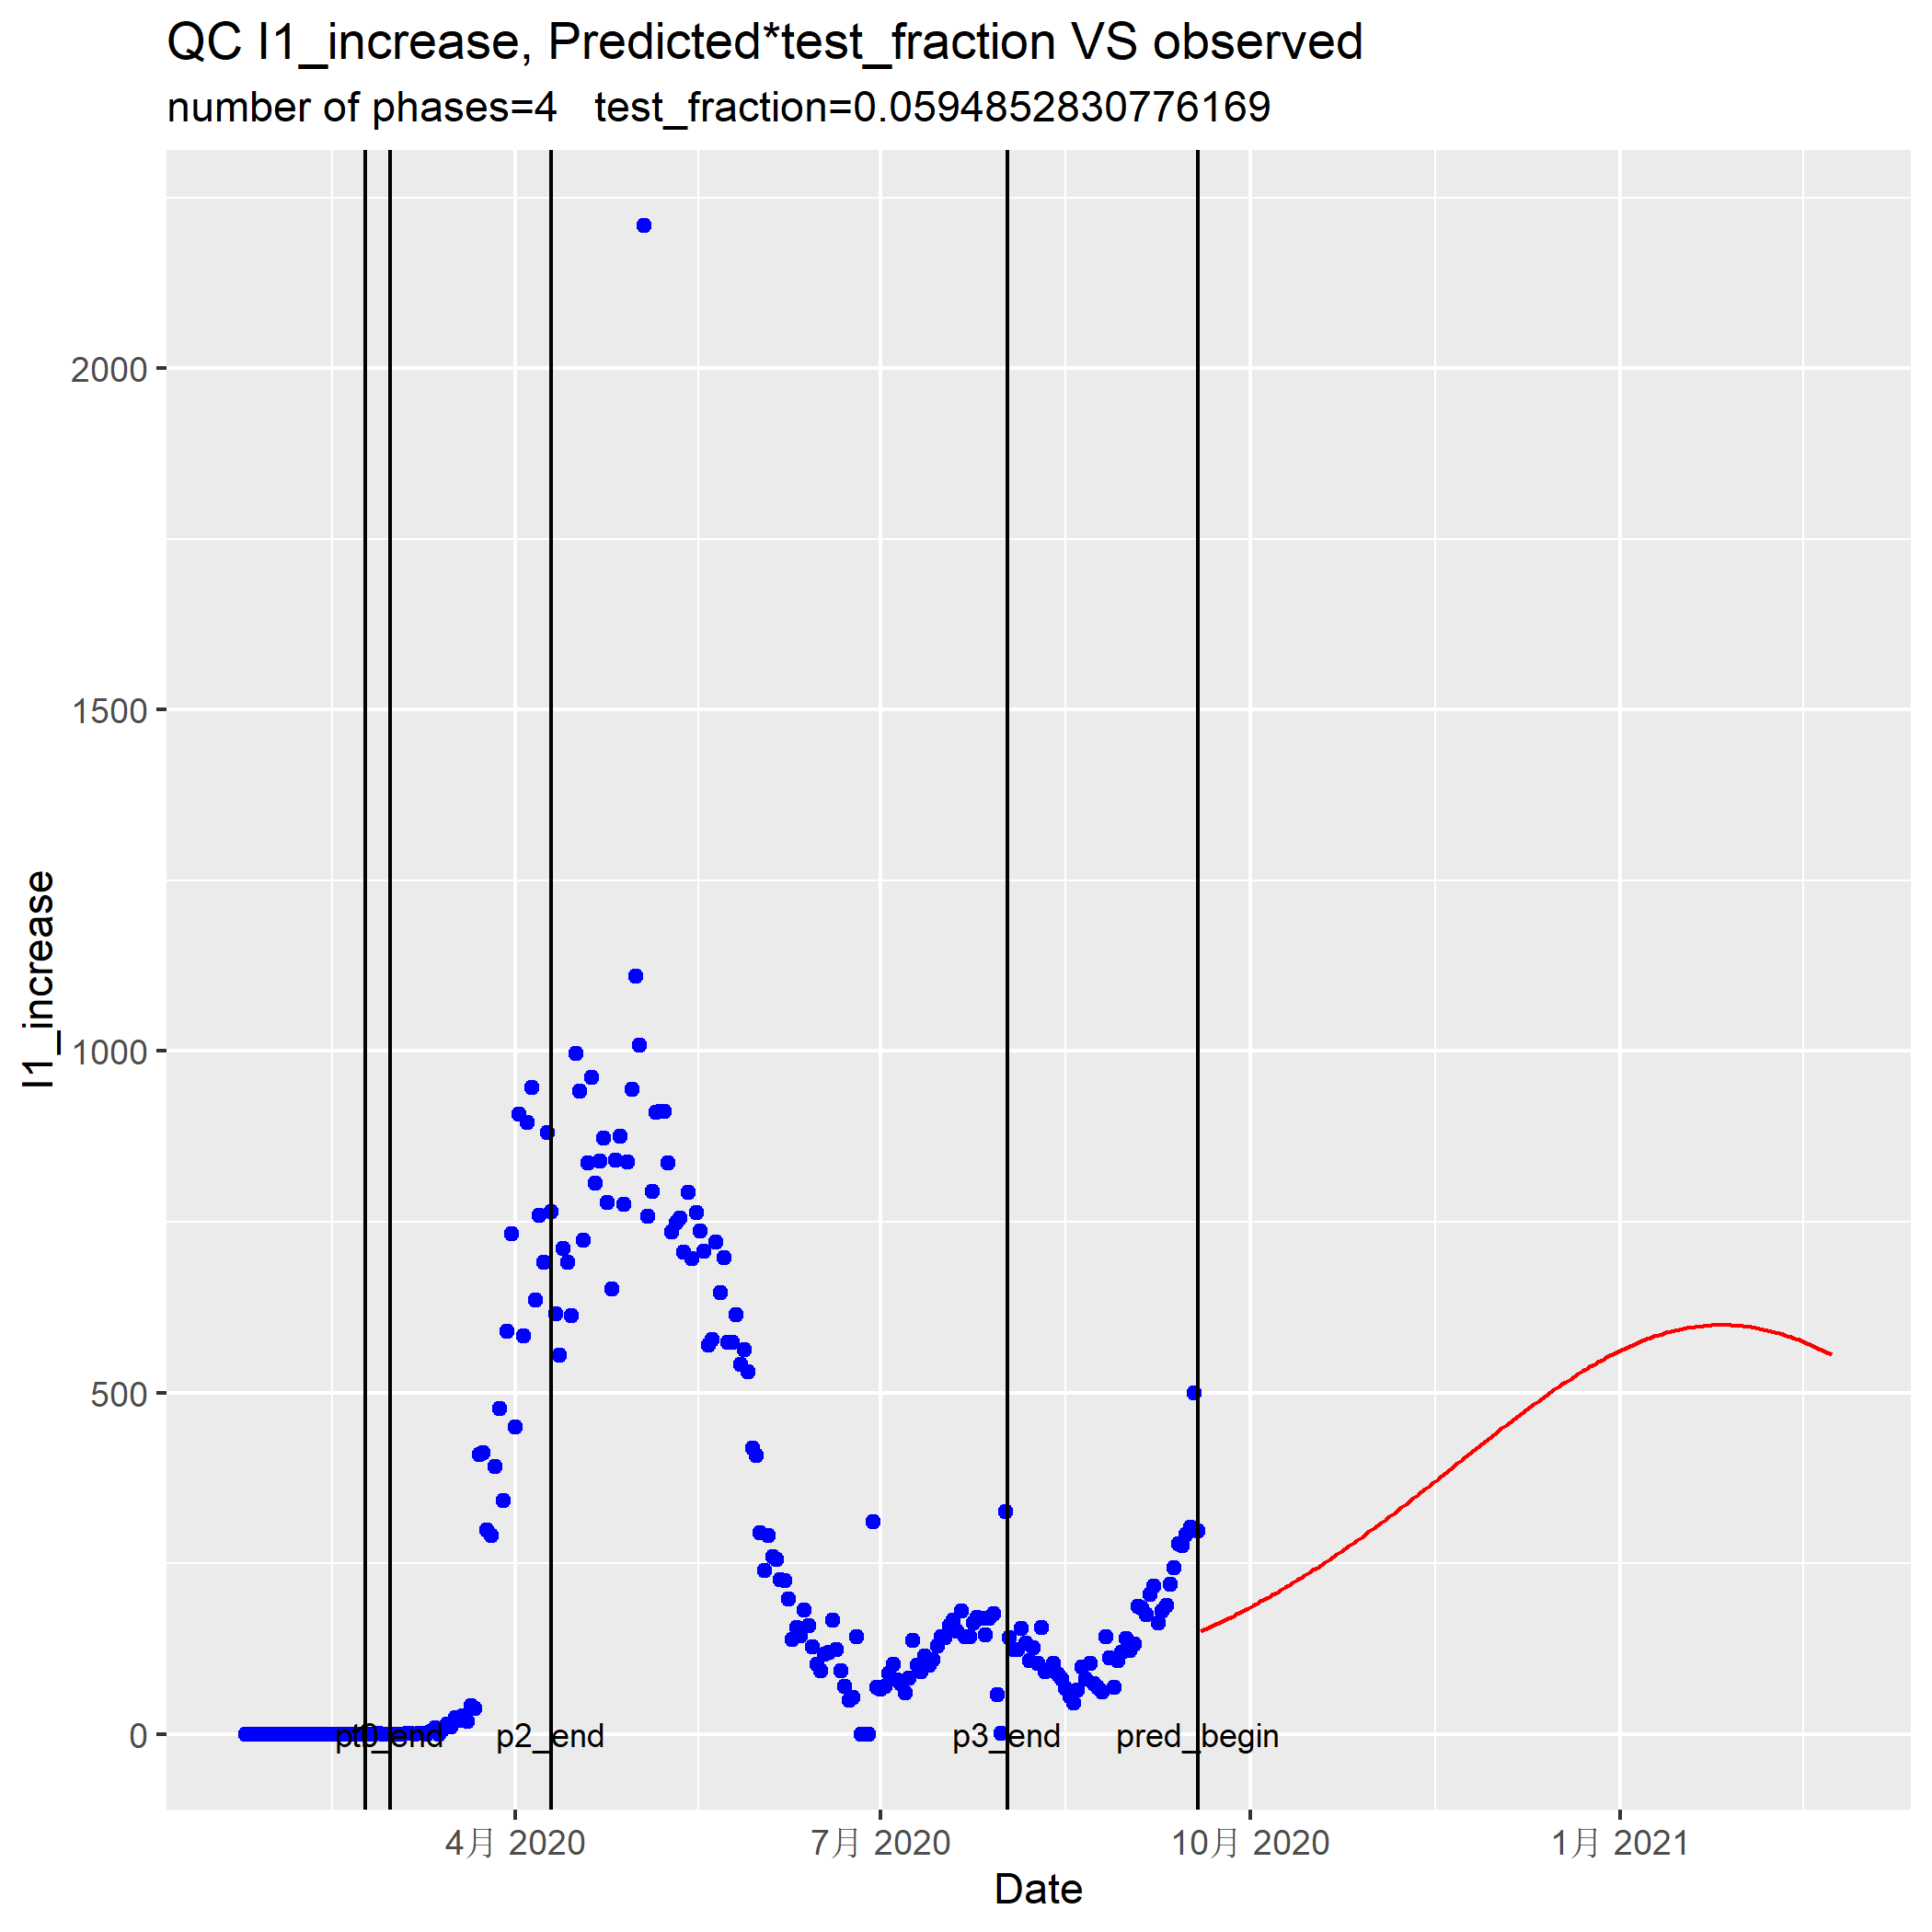 QC I1_increase, Predicted*test_fraction VS observed
number of phases=4   test_fraction=0.0594852830776169
I1_increase
2000
1500
1000
500
0
p2_end
p3_end
pred_begin
4月 2020
7月 2020
10月 2020
1月 2021
Date